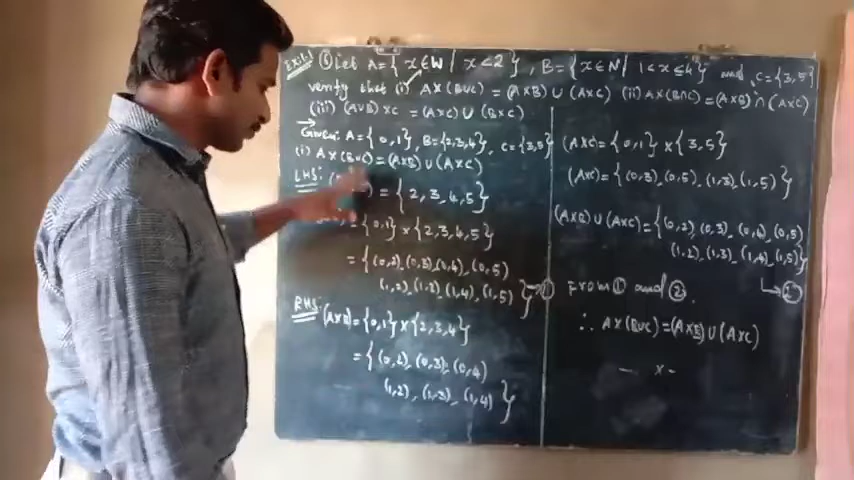 Ex:1.1 ⑥ Let A={x∈W | x<2}, B={x∈N | 1<x≤4} and C={3,5}
verify that (i) A×(B∪C) = (A×B) ∪ (A×C) (ii) A×(B∩C)=(A×B)∩(A×C)
(iii) (A∪B)×C = (A×C) ∪ (B×C)
Given: A={0,1}, B={2,3,4}, C={3,5}
(i) A×(B∪C)=(A×B)∪(A×C)
LHS: = {2,3,4,5}
= {0,1}×{2,3,4,5}
= {(0,2),(0,3),(0,4),(0,5)
(1,2),(1,3),(1,4),(1,5)} →①
RHS: (A×B)={0,1}×{2,3,4}
= {(0,2),(0,3),(0,4)
(1,2),(1,3),(1,4)}
(A×C)={0,1}×{3,5}
(A×C)={(0,3),(0,5),(1,3),(1,5)}
(A×B)∪(A×C)={(0,2),(0,3),(0,4),(0,5)
(1,2),(1,3),(1,4),(1,5)}
→②
From ① and ②.
∴ A×(B∪C)=(A×B)∪(A×C)
— x —